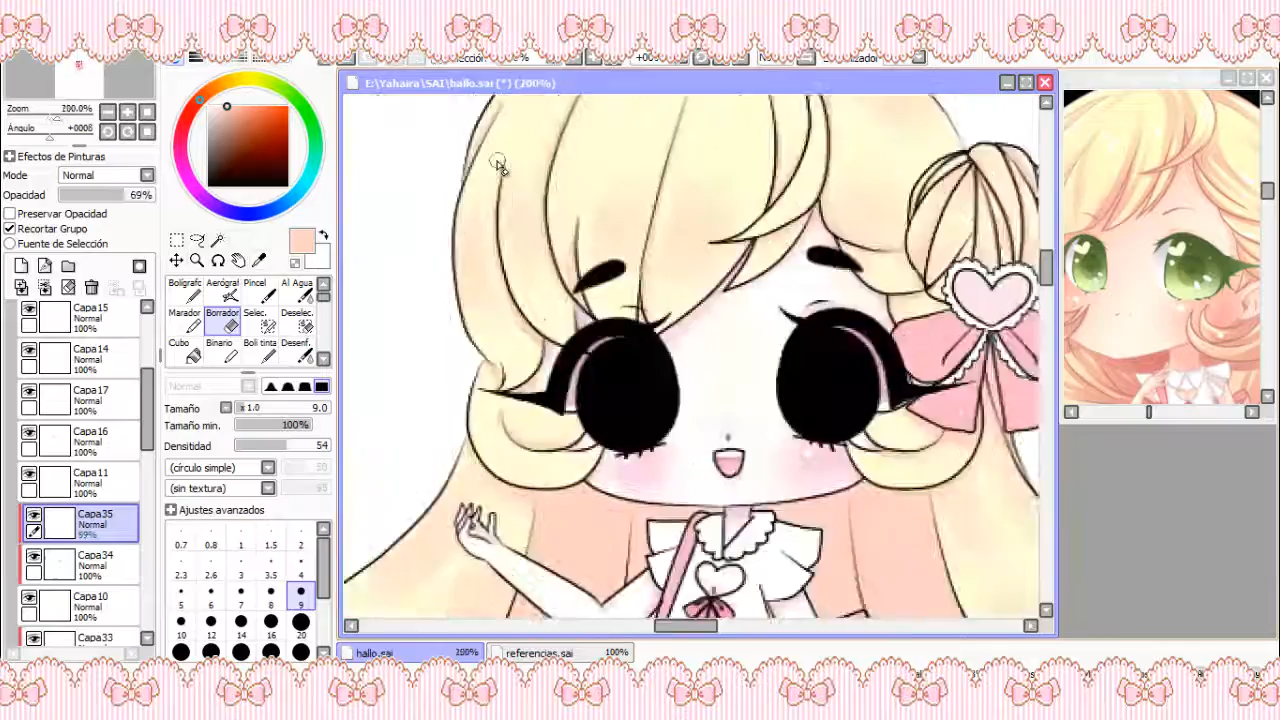 E:\Yahaira\SAI\hallo.sai (*) (200%)
Zoom 200.0%
Ángulo +0008
Efectos de Pinturas
Modo Normal
Opacidad 69%
Preservar Opacidad
Recortar Grupo
Fuente de Selección
Capa15
Normal
100%
Capa14
Normal
100%
Capa17
Normal
100%
Capa16
Normal
100%
Capa11
Normal
100%
Capa35
Normal
99%
Capa34
Normal
100%
Capa10
Normal
100%
Capa33
Bolígrafo Aerógraf Pincel Al Agua
Marador Borrador Selec. Deselec.
Cubo Binario Boli tinta Desenf.
Normal
Tamaño x 1.0 9.0
Tamaño min. 100%
Densidad 54
(círculo simple) 50
(sin textura) 95
Ajustes avanzados
0.7 0.8 1 1.5 2
2.3 2.6 3 3.5 4
5 6 7 8 9
10 12 14 16 20
hallo.sai 200% referencias.sai 100%